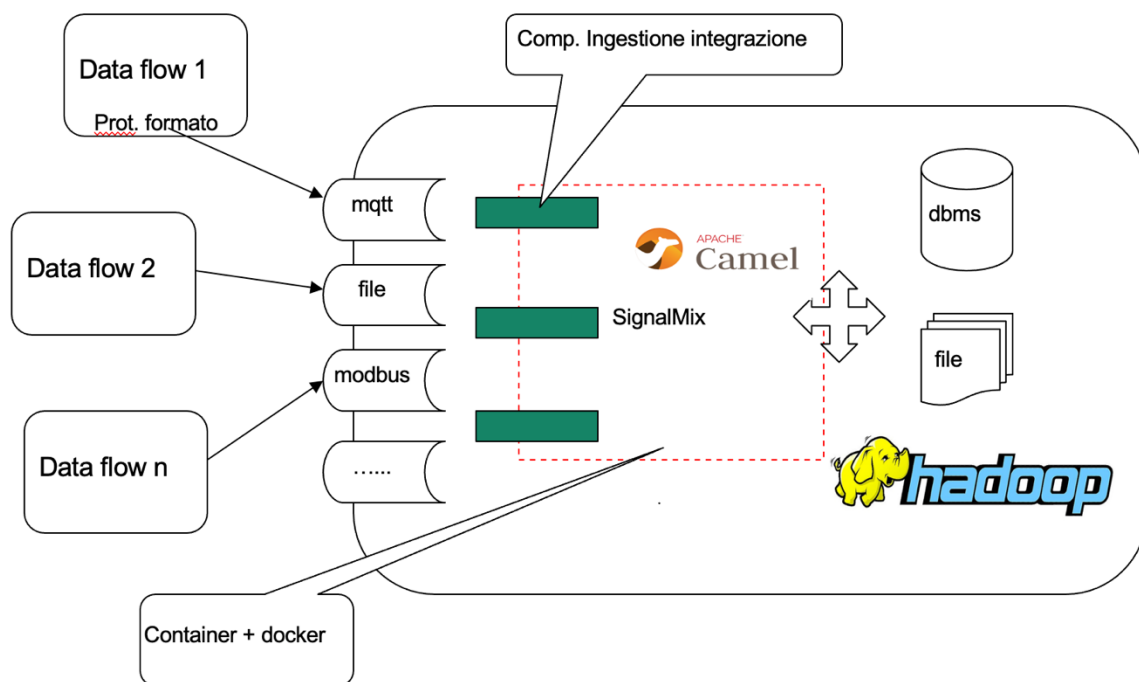 Data flow 1
Prot. formato
Comp. Ingestione integrazione
mqtt
Data flow 2
file
modbus
Data flow n
......
APACHE
Camel
SignalMix
dbms
file
hadoop
Container + docker